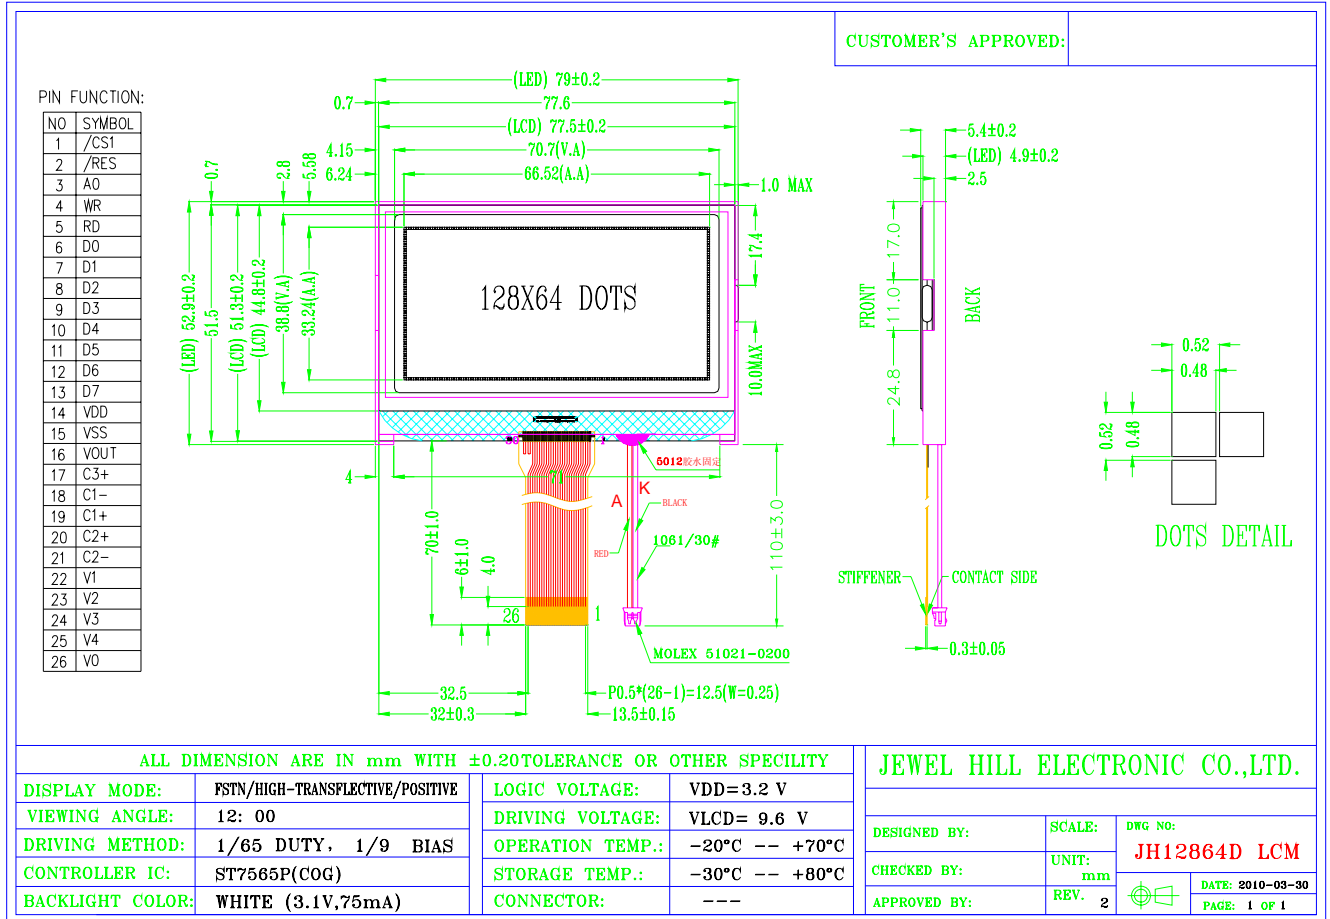 CUSTOMER'S APPROVED:
PIN FUNCTION:
NO SYMBOL
1 /CS1
2 /RES
3 A0
4 WR
5 RD
6 D0
7 D1
8 D2
9 D3
10 D4
11 D5
12 D6
13 D7
14 VDD
15 VSS
16 VOUT
17 C3+
18 C1-
19 C1+
20 C2+
21 C2-
22 V1
23 V2
24 V3
25 V4
26 V0
(LED) 79±0.2
0.7
77.6
(LCD) 77.5±0.2
4.15
70.7(V.A)
6.24
66.52(A.A)
1.0 MAX
0.7
2.8
5.58
(LED) 52.9±0.2
51.5
(LCD) 51.3±0.2
(LCD) 44.8±0.2
38.8(V.A)
33.24(A.A)
128X64 DOTS
17.4
10.0MAX
4
71
5012胶水固定
A
K
BLACK
RED
1061/30#
70±1.0
6±1.0
4.0
110±3.0
26
1
MOLEX 51021-0200
32.5
P0.5*(26-1)=12.5(W=0.25)
32±0.3
13.5±0.15
5.4±0.2
(LED) 4.9±0.2
2.5
17.0
11.0
24.8
FRONT
BACK
STIFFENER
CONTACT SIDE
0.3±0.05
0.52
0.48
0.52
0.48
DOTS DETAIL
ALL DIMENSION ARE IN mm WITH ±0.20TOLERANCE OR OTHER SPECILITY
DISPLAY MODE: FSTN/HIGH-TRANSFLECTIVE/POSITIVE
VIEWING ANGLE: 12: 00
DRIVING METHOD: 1/65 DUTY, 1/9 BIAS
CONTROLLER IC: ST7565P(COG)
BACKLIGHT COLOR: WHITE (3.1V,75mA)
LOGIC VOLTAGE: VDD=3.2 V
DRIVING VOLTAGE: VLCD= 9.6 V
OPERATION TEMP.: -20°C -- +70°C
STORAGE TEMP.: -30°C -- +80°C
CONNECTOR: ---
JEWEL HILL ELECTRONIC CO.,LTD.
DESIGNED BY:
CHECKED BY:
APPROVED BY:
SCALE:
UNIT:
mm
REV. 2
DWG NO:
JH12864D LCM
DATE: 2010-03-30
PAGE: 1 OF 1